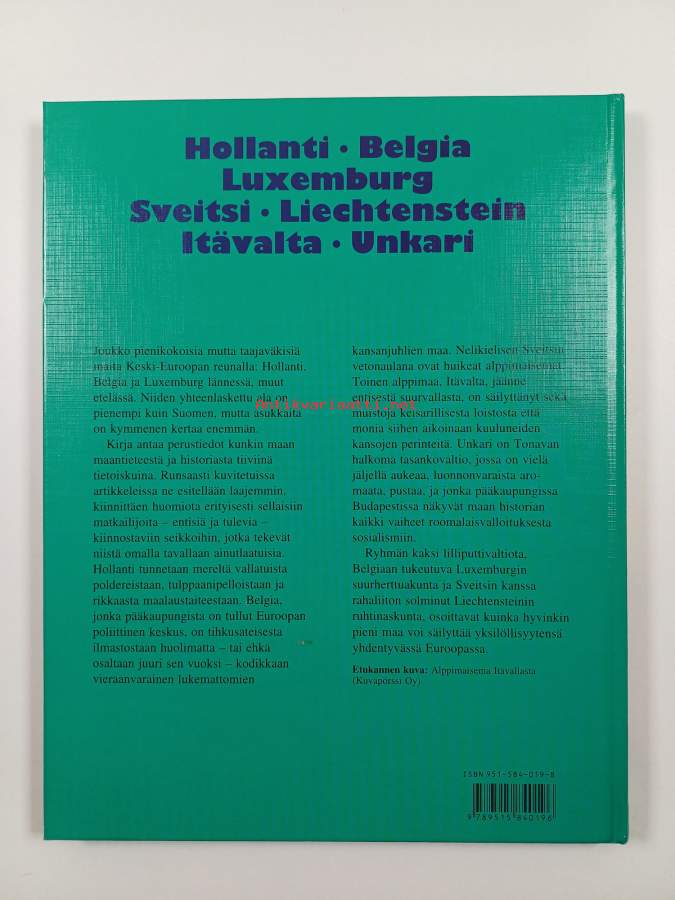 Hollanti • Belgia
Luxemburg
Sveitsi • Liechtenstein
Itävalta • Unkari
Joukko pienikokoisia mutta taajaväkisiä
maita Keski-Euroopan reunalla: Hollanti,
Belgia ja Luxemburg lännessä, muut
etelässä. Niiden yhteenlaskettu ala on
pienempi kuin Suomen, mutta asukkaita
on kymmenen kertaa enemmän.
Kirja antaa perustiedot kunkin maan
maantieteestä ja historiasta tiiviinä
tietoiskuina. Runsaasti kuvitetuissa
artikkeleissa ne esitellään laajemmin,
kiinnittäen huomiota erityisesti sellaisiin
matkailijoita – entisiä ja tulevia –
kiinnostaviin seikkoihin, jotka tekevät
niistä omalla tavallaan ainutlaatuisia.
Hollanti tunnetaan mereltä vallatuista
poldereistaan, tulppaanipelloistaan ja
rikkaasta maalaustaiteestaan. Belgia,
jonka pääkaupungista on tullut Euroopan
poliittinen keskus, on tihkusateisesta
ilmastostaan huolimatta – tai ehkä
osaltaan juuri sen vuoksi – kodikkaan
vieraanvarainen lukemattomien
kansanjuhlien maa. Nelikielisen Sveitsin
vetonaulana ovat huikeat alppimaisemat.
Toinen alppimaa, Itävalta, jäänne
entisestä suurvallasta, on säilyttänyt sekä
muistoja keisarillisesta loistosta että
monia siihen aikoinaan kuuluneiden
kansojen perinteitä. Unkari on Tonavan
halkoma tasankovaltio, jossa on vielä
jäljellä aukeaa, luonnonvaraista aro-
maata, pustaa, ja jonka pääkaupungissa
Budapestissa näkyvät maan historian
kaikki vaiheet roomalaisvalloituksesta
sosialismiin.
Ryhmän kaksi lilliputtivaltiota,
Belgiaan tukeutuva Luxemburgin
suurherttuakunta ja Sveitsin kanssa
rahaliiton solminut Liechtensteinin
ruhtinaskunta, osoittavat kuinka hyvinkin
pieni maa voi säilyttää yksilöllisyytensä
yhdentyvässä Euroopassa.
Etukannen kuva: Alppimaisema Itävallasta
(Kuvapörssi Oy)
Antikvariaatti.net
ISBN 951-584-019-8
9 789515 840196